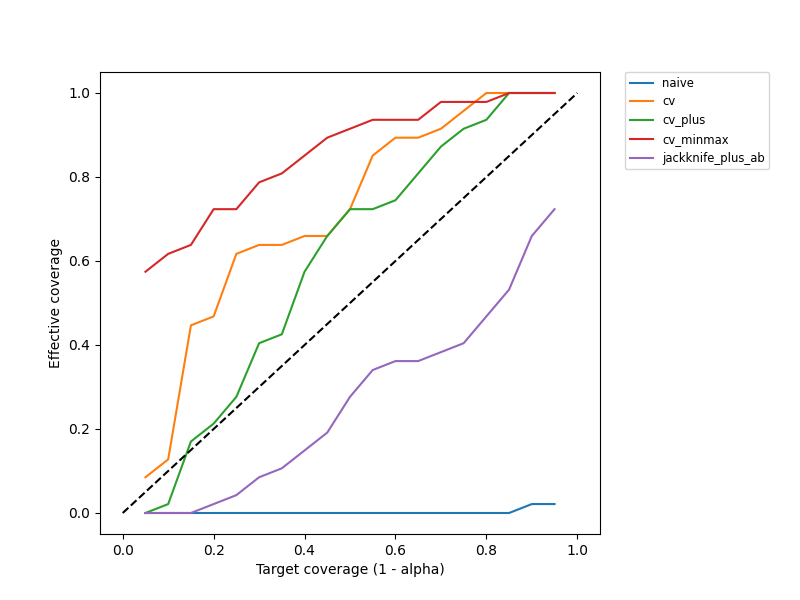 naive
cv
cv_plus
cv_minmax
jackknife_plus_ab
Effective coverage
1.0
0.8
0.6
0.4
0.2
0.0
0.0 0.2 0.4 0.6 0.8 1.0
Target coverage (1 - alpha)